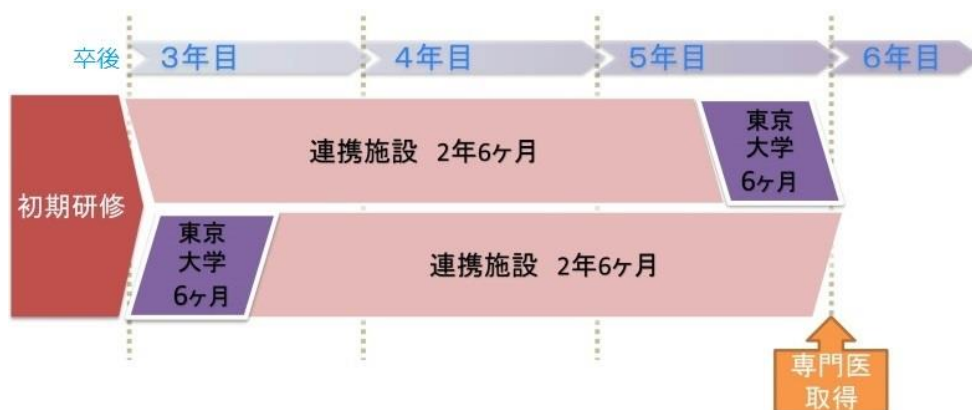 卒後
3年目
4年目
5年目
6年目
初期研修
連携施設 2年6ヶ月
東京
大学
6ヶ月
東京
大学
6ヶ月
連携施設 2年6ヶ月
専門医
取得